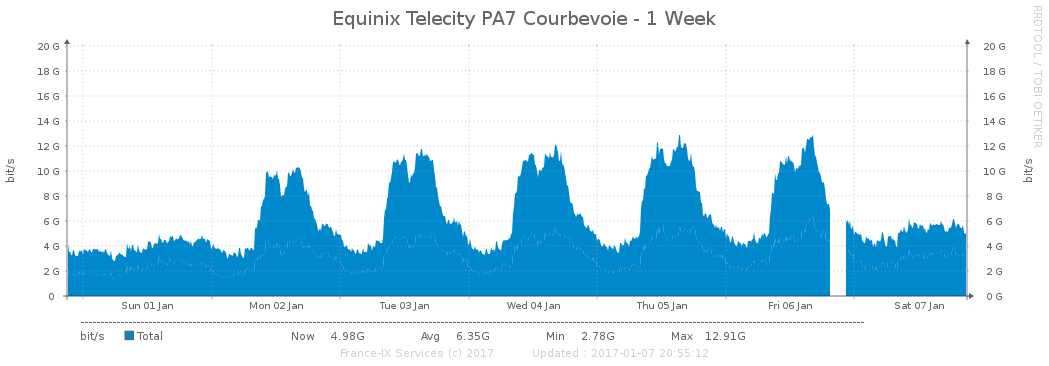 Equinix Telecity PA7 Courbevoie - 1 Week
RRDTOOL / TOBI OETIKER
bit/s
20 G
18 G
16 G
14 G
12 G
10 G
8 G
6 G
4 G
2 G
0
20 G
18 G
16 G
14 G
12 G
10 G
8 G
6 G
4 G
2 G
0 G
bit/s
Sun 01 Jan Mon 02 Jan Tue 03 Jan Wed 04 Jan Thu 05 Jan Fri 06 Jan Sat 07 Jan
bit/s Total Now 4.98G Avg 6.35G Min 2.78G Max 12.91G
France-IX Services (c) 2017 Updated : 2017-01-07 20:55:12